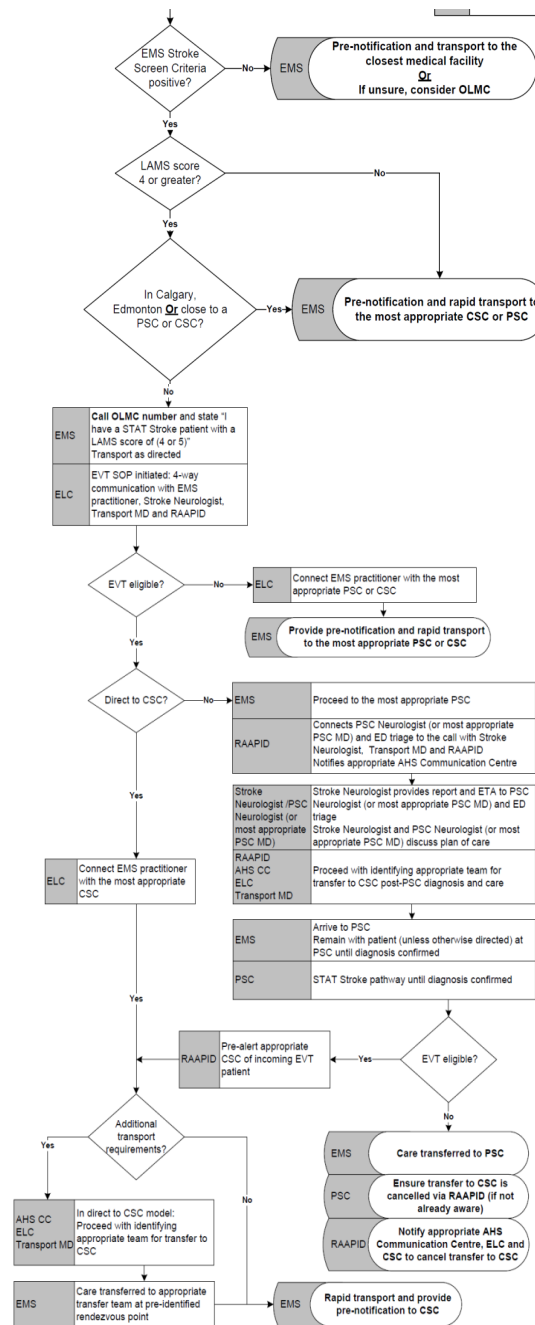 EMS Stroke
Screen Criteria
positive?
No
EMS
Pre-notification and transport to the
closest medical facility
Or
If unsure, consider OLMC
Yes
LAMS score
4 or greater?
No
Yes
In Calgary,
Edmonton Or close to a
PSC or CSC?
Yes
EMS
Pre-notification and rapid transport to
the most appropriate CSC or PSC
No
EMS
Call OLMC number and state “I
have a STAT Stroke patient with a
LAMS score of (4 or 5)”
Transport as directed
ELC
EVT SOP initiated: 4-way
communication with EMS
practitioner, Stroke Neurologist,
Transport MD and RAAPID
EVT eligible?
No
ELC
Connect EMS practitioner with the most
appropriate PSC or CSC
EMS
Provide pre-notification and rapid transport
to the most appropriate PSC or CSC
Yes
Direct to CSC?
No
EMS
Proceed to the most appropriate PSC
RAAPID
Connects PSC Neurologist (or most appropriate
PSC MD) and ED triage to the call with Stroke
Neurologist, Transport MD and RAAPID
Notifies appropriate AHS Communication Centre
Stroke
Neurologist /PSC
Neurologist (or
most appropriate
PSC MD)
Stroke Neurologist provides report and ETA to PSC
Neurologist (or most appropriate PSC MD) and ED
triage
Stroke Neurologist and PSC Neurologist (or most
appropriate PSC MD) discuss plan of care
RAAPID
AHS CC
ELC
Transport MD
Proceed with identifying appropriate team for
transfer to CSC post-PSC diagnosis and care
EMS
Arrive to PSC
Remain with patient (unless otherwise directed) at
PSC until diagnosis confirmed
PSC
STAT Stroke pathway until diagnosis confirmed
Yes
ELC
Connect EMS practitioner
with the most appropriate
CSC
Yes
EVT eligible?
Yes
RAAPID
Pre-alert appropriate
CSC of incoming EVT
patient
No
EMS
Care transferred to PSC
PSC
Ensure transfer to CSC is
cancelled via RAAPID (if not
already aware)
RAAPID
Notify appropriate AHS
Communication Centre, ELC and
CSC to cancel transfer to CSC
Additional
transport
requirements?
Yes
No
AHS CC
ELC
Transport MD
In direct to CSC model:
Proceed with identifying
appropriate team for transfer to
CSC
EMS
Care transferred to appropriate
transfer team at pre-identified
rendezvous point
EMS
Rapid transport and provide
pre-notification to CSC